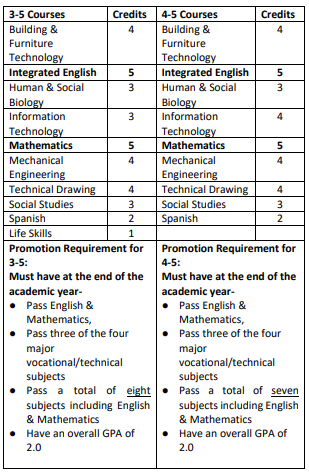 3-5 Courses Credits 4-5 Courses Credits
Building & 4 Building & 4
Furniture Furniture
Technology Technology
Integrated English 5 Integrated English 5
Human & Social 3 Human & Social 3
Biology Biology
Information 3 Information 4
Technology Technology
Mathematics 5 Mathematics 5
Mechanical 4 Mechanical 4
Engineering Engineering
Technical Drawing 4 Technical Drawing 4
Social Studies 3 Social Studies 3
Spanish 2 Spanish 2
Life Skills 1
Promotion Requirement for
3-5:
Must have at the end of the
academic year-
● Pass English &
Mathematics,
● Pass three of the four
major
vocational/technical
subjects
● Pass a total of eight
subjects including English
& Mathematics
● Have an overall GPA of
2.0
Promotion Requirement for
4-5:
Must have at the end of the
academic year-
● Pass English &
Mathematics,
● Pass three of the four
major
vocational/technical
subjects
● Pass a total of seven
subjects including English
& Mathematics
● Have an overall GPA of
2.0